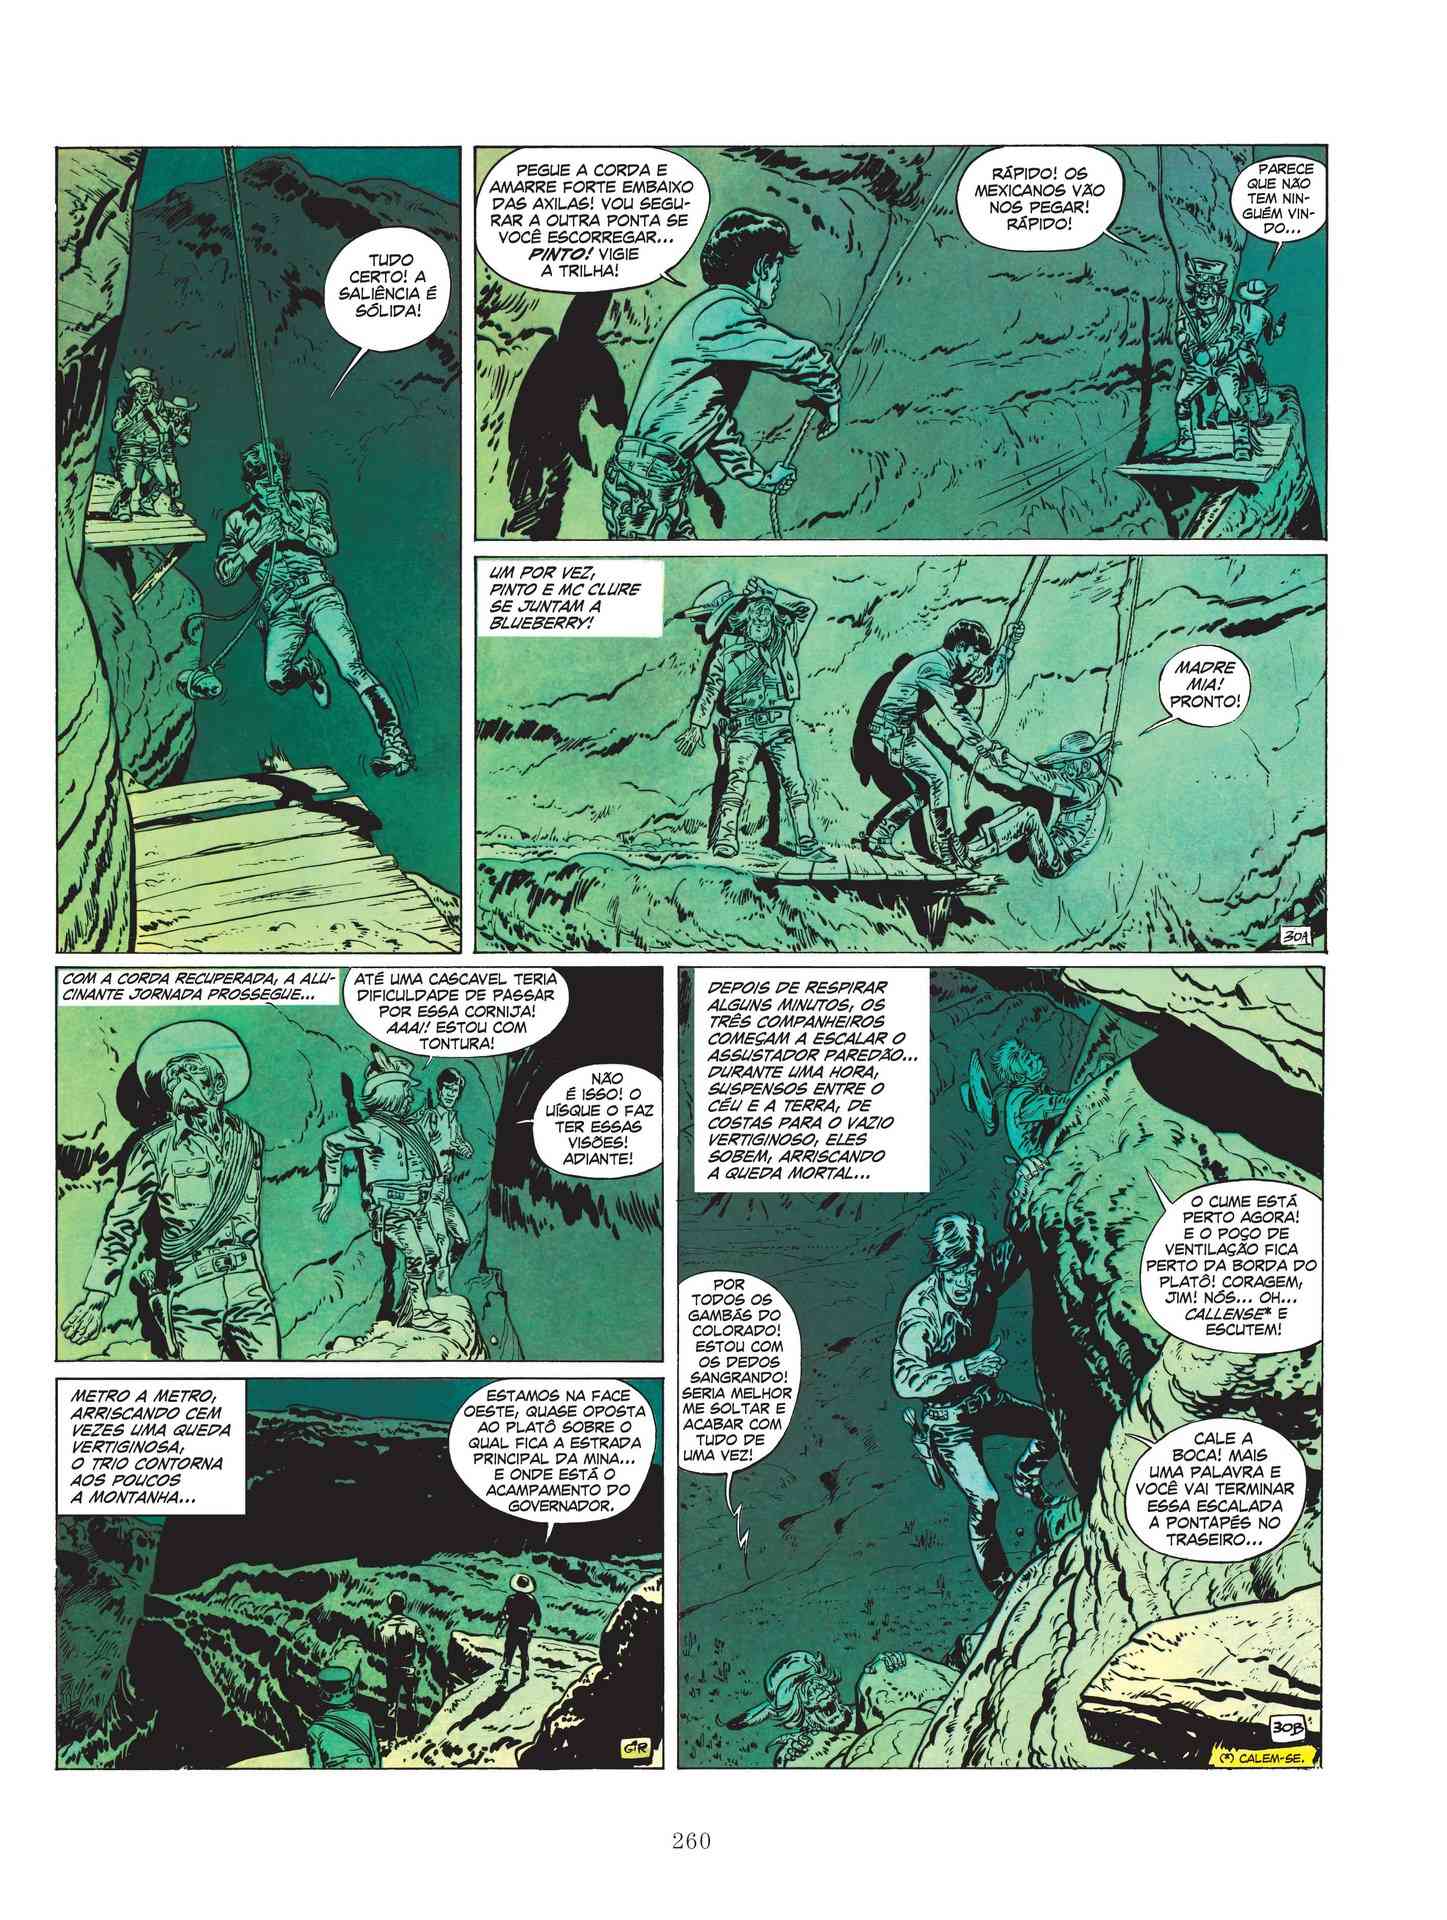 TUDO
CERTO! A
SALIÊNCIA É
SÓLIDA!
PEGUE A CORDA E
AMARRE FORTE EMBAIXO
DAS AXILAS! VOU SEGU-
RAR A OUTRA PONTA SE
VOCÊ ESCORREGAR...
PINTO! VIGIE
A TRILHA!
RÁPIDO! OS
MEXICANOS VÃO
NOS PEGAR!
RÁPIDO!
PARECE
QUE NÃO
TEM NIN-
GUÉM VIN-
DO...
UM POR VEZ,
PINTO E MC CLURE
SE JUNTAM A
BLUEBERRY!
MADRE
MIA!
PRONTO!
30A
COM A CORDA RECUPERADA, A ALU-
CINANTE JORNADA PROSSEGUE...
ATÉ UMA CASCAVEL TERIA
DIFICULDADE DE PASSAR
POR ESSA CORNIJA!
AAAI! ESTOU COM
TONTURA!
NÃO
É ISSO! O
UÍSQUE O FAZ
TER ESSAS
VISÕES!
ADIANTE!
METRO A METRO,
ARRISCANDO CEM
VEZES UMA QUEDA
VERTIGINOSA,
O TRIO CONTORNA
AOS POUCOS
A MONTANHA...
ESTAMOS NA FACE
OESTE, QUASE OPOSTA
AO PLATÔ SOBRE O
QUAL FICA A ESTRADA
PRINCIPAL DA MINA...
E ONDE ESTÁ O
ACAMPAMENTO DO
GOVERNADOR.
GIR
DEPOIS DE RESPIRAR
ALGUNS MINUTOS, OS
TRÊS COMPANHEIROS
COMEÇAM A ESCALAR O
ASSUSTADOR PAREDÃO...
DURANTE UMA HORA,
SUSPENSOS ENTRE O
CÉU E A TERRA, DE
COSTAS PARA O VAZIO
VERTIGINOSO, ELES
SOBEM, ARRISCANDO
A QUEDA MORTAL...
O CUME ESTÁ
PERTO AGORA!
E O POÇO DE
VENTILAÇÃO FICA
PERTO DA BORDA DO
PLATÔ! CORAGEM,
JIM! NÓS... OH...
CALLENSE* E
ESCUTEM!
POR
TODOS OS
GAMBÁS DO
COLORADO!
ESTOU COM
OS DEDOS
SANGRANDO!
SERIA MELHOR
ME SOLTAR E
ACABAR COM
TUDO DE
UMA VEZ!
CALE A
BOCA! MAIS
UMA PALAVRA E
VOCÊ VAI TERMINAR
ESSA ESCALADA
A PONTAPÉS NO
TRASEIRO...
30B
(*) CALEM-SE.
260